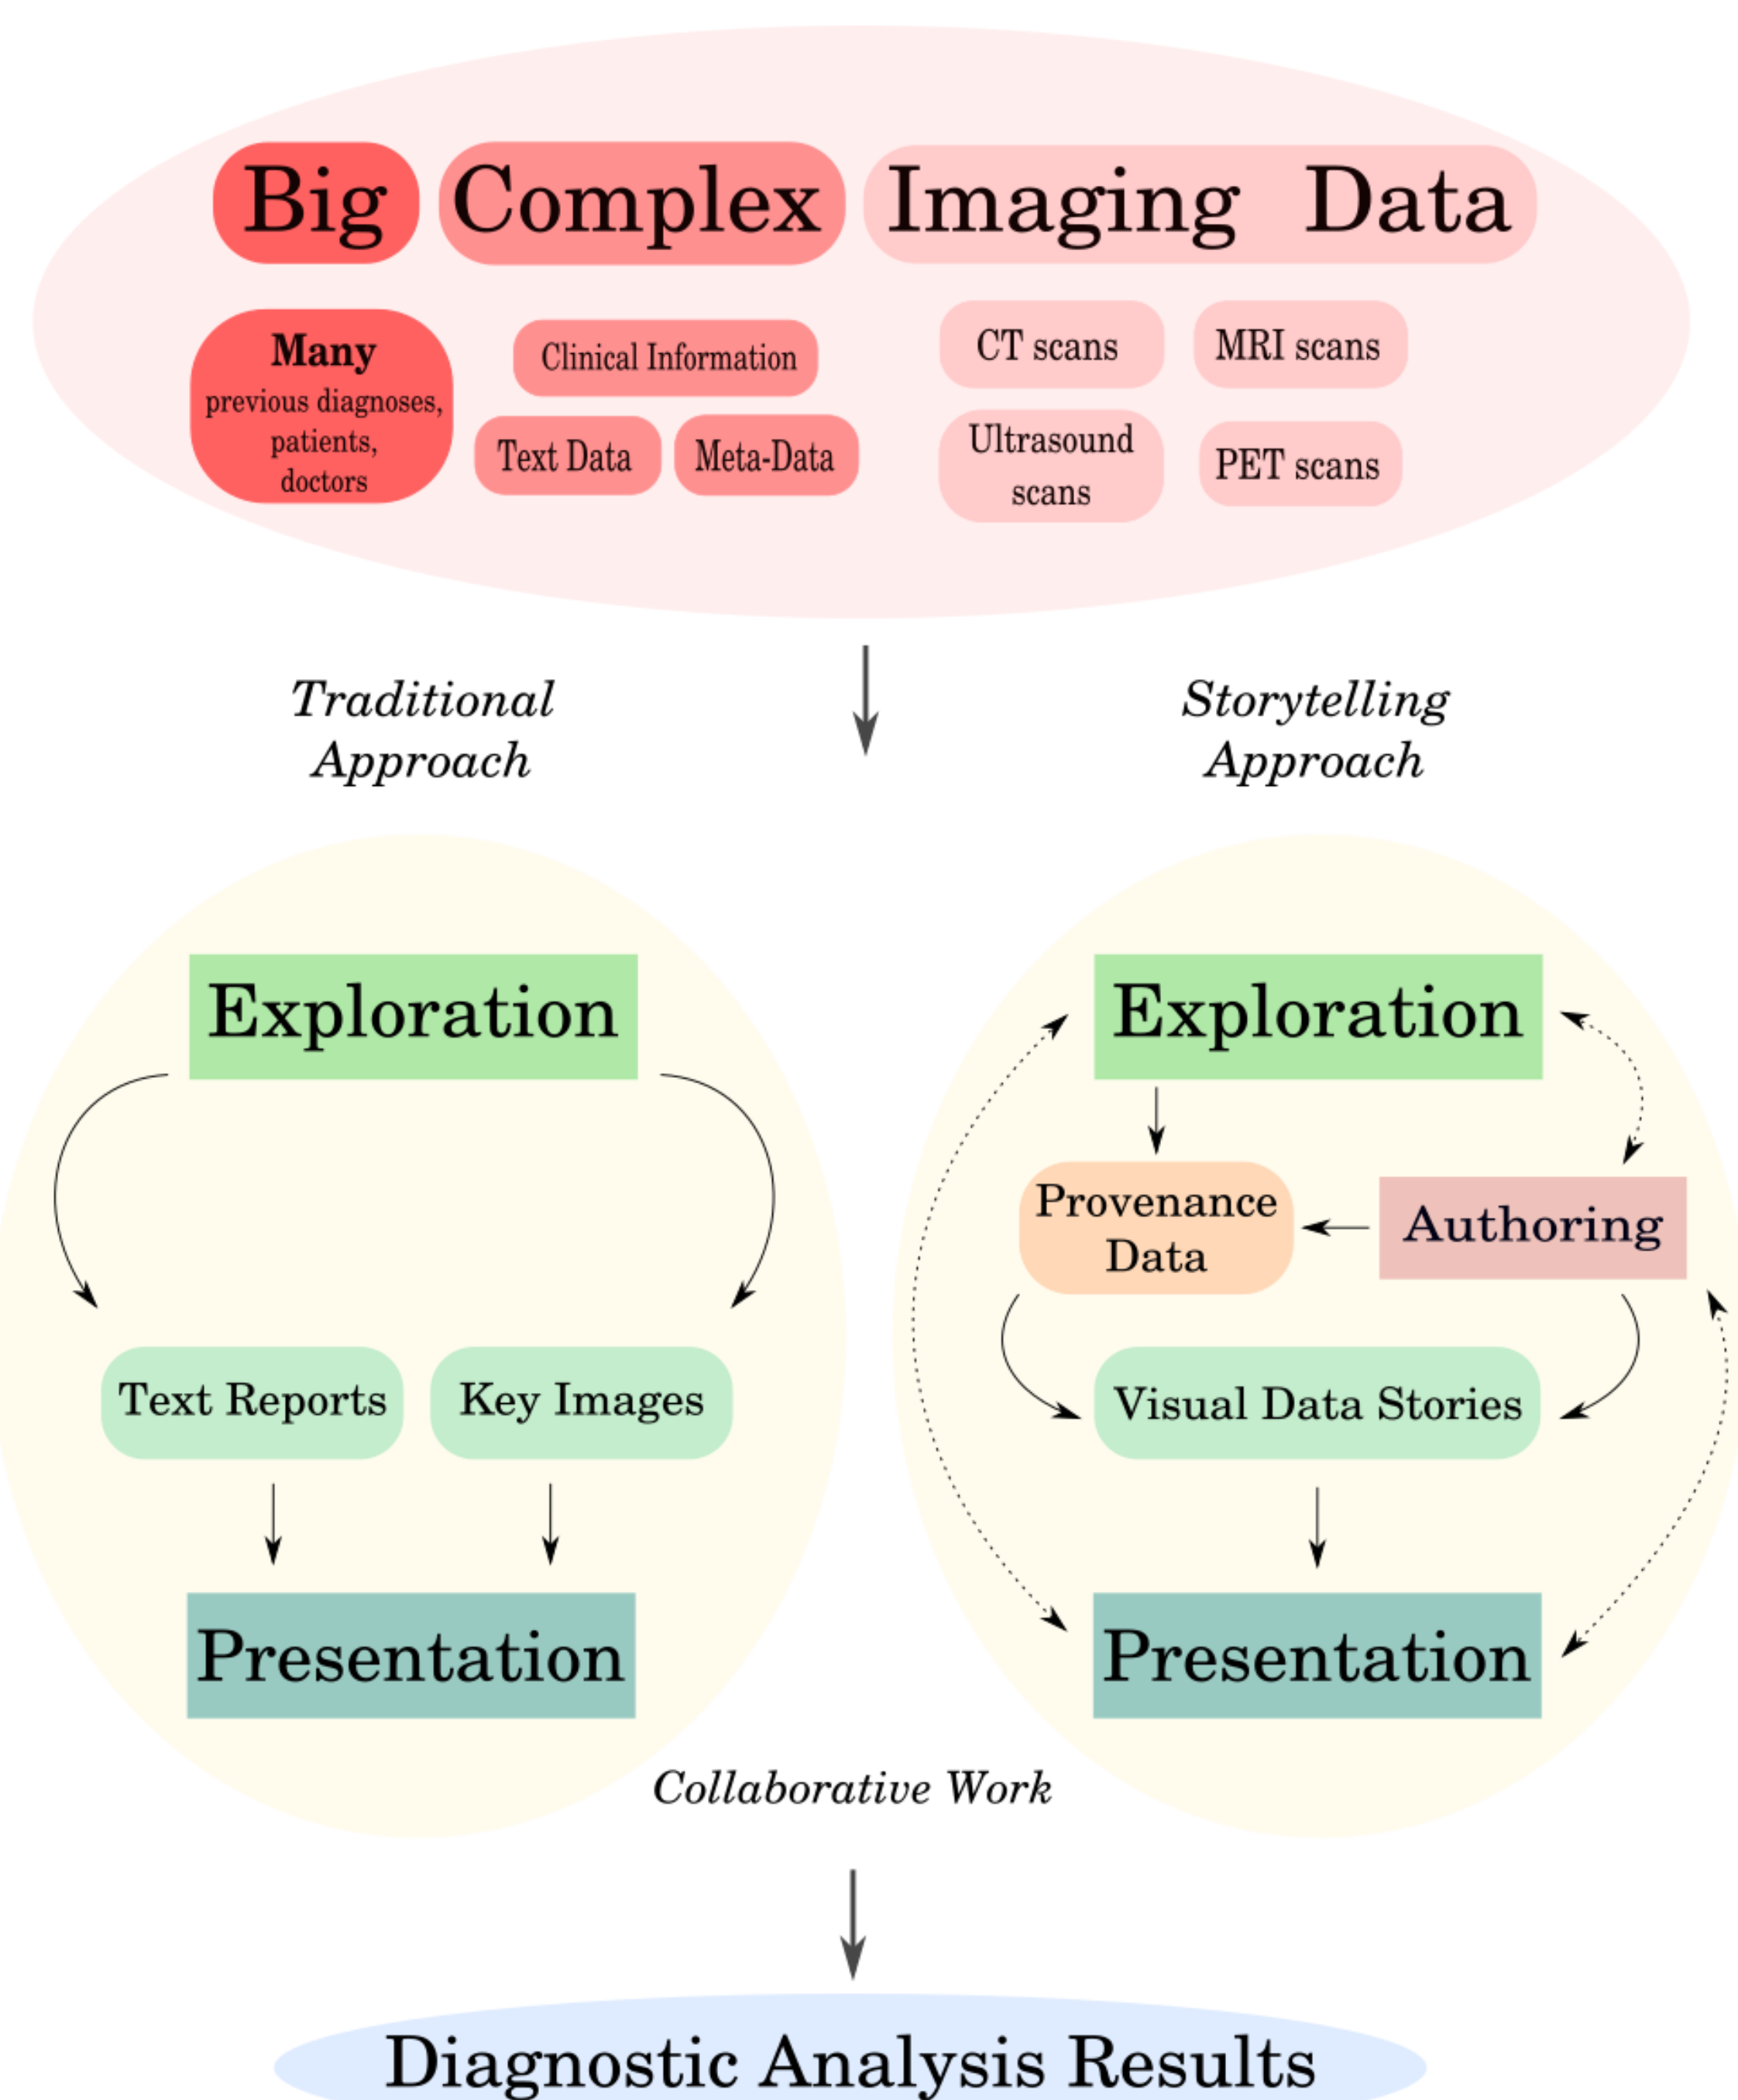 Big Complex Imaging Data
Many
previous diagnoses,
patients,
doctors
Clinical Information
Text Data Meta-Data
CT scans MRI scans
Ultrasound
scans
PET scans
Traditional
Approach
Storytelling
Approach
Exploration
Text Reports Key Images
Presentation
Exploration
Provenance
Data
Authoring
Visual Data Stories
Presentation
Collaborative Work
Diagnostic Analysis Results